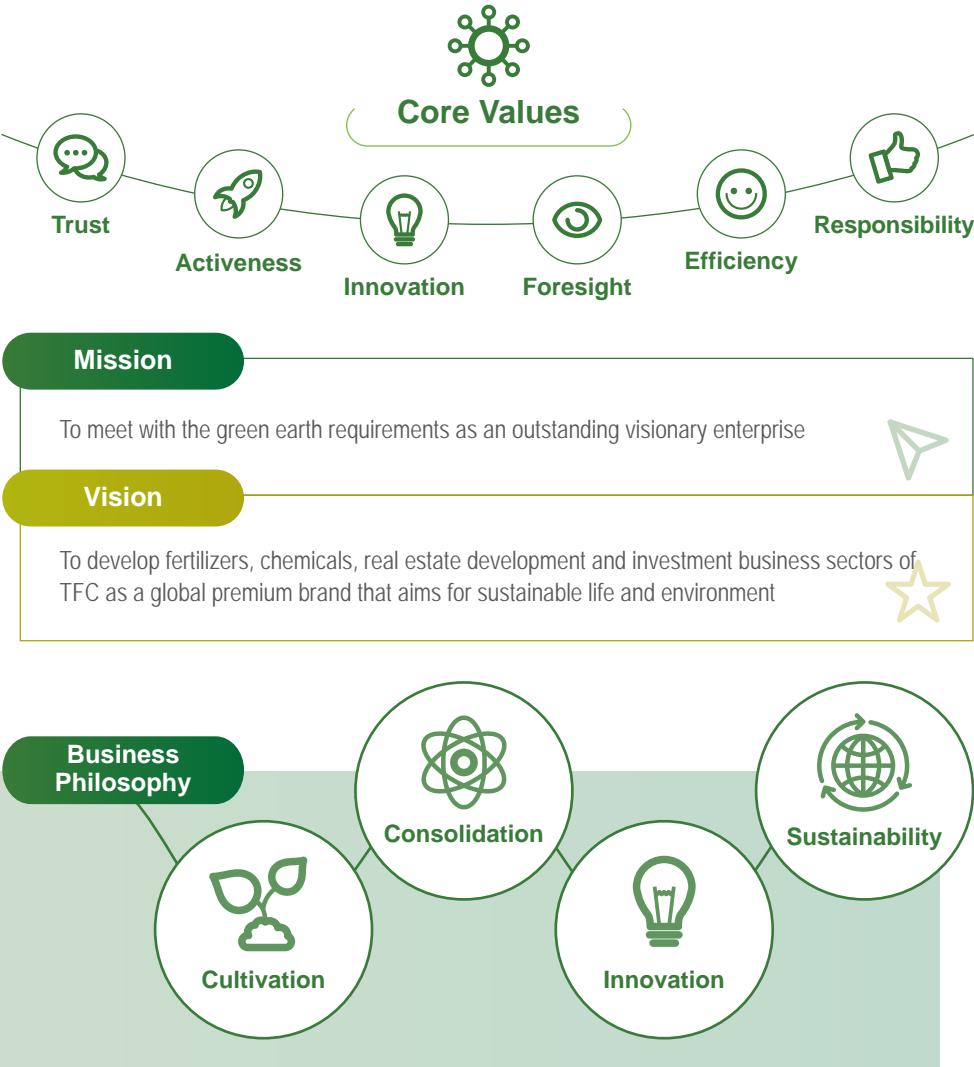 Core Values
Trust
Activeness
Innovation
Foresight
Efficiency
Responsibility
Mission
To meet with the green earth requirements as an outstanding visionary enterprise
Vision
To develop fertilizers, chemicals, real estate development and investment business sectors of
TFC as a global premium brand that aims for sustainable life and environment
Business
Philosophy
Cultivation
Consolidation
Innovation
Sustainability